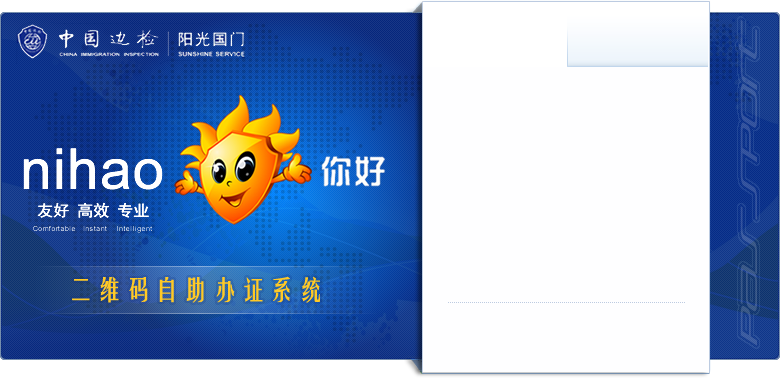 中国边检
CHINA IMMIGRATION INSPECTION
阳光国门
SUNSHINE SERVICE
nihao
你好
友好 高效 专业
Comfortable Instant Intelligent
二维码自助办证系统
passport